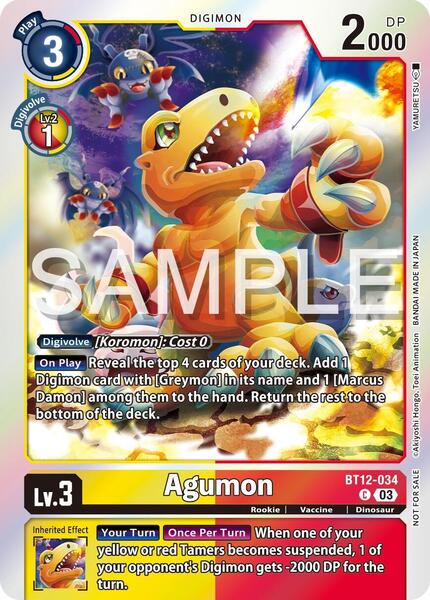 Play
3
DIGIMON
DP
2000
Digivolve
Lv.2
1
YAMURETSU
SAMPLE
©Akiyoshi Hongo, Toei Animation BANDAI MADE IN JAPAN
NOT FOR SALE
Digivolve [Koromon]: Cost 0
On Play Reveal the top 4 cards of your deck. Add 1
Digimon card with [Greymon] in its name and 1 [Marcus
Damon] among them to the hand. Return the rest to the
bottom of the deck.
Lv.3
Agumon
BT12-034
C 03
Rookie Vaccine Dinosaur
Inherited Effect
Your Turn Once Per Turn When one of your
yellow or red Tamers becomes suspended, 1 of
your opponent's Digimon gets -2000 DP for
the turn.